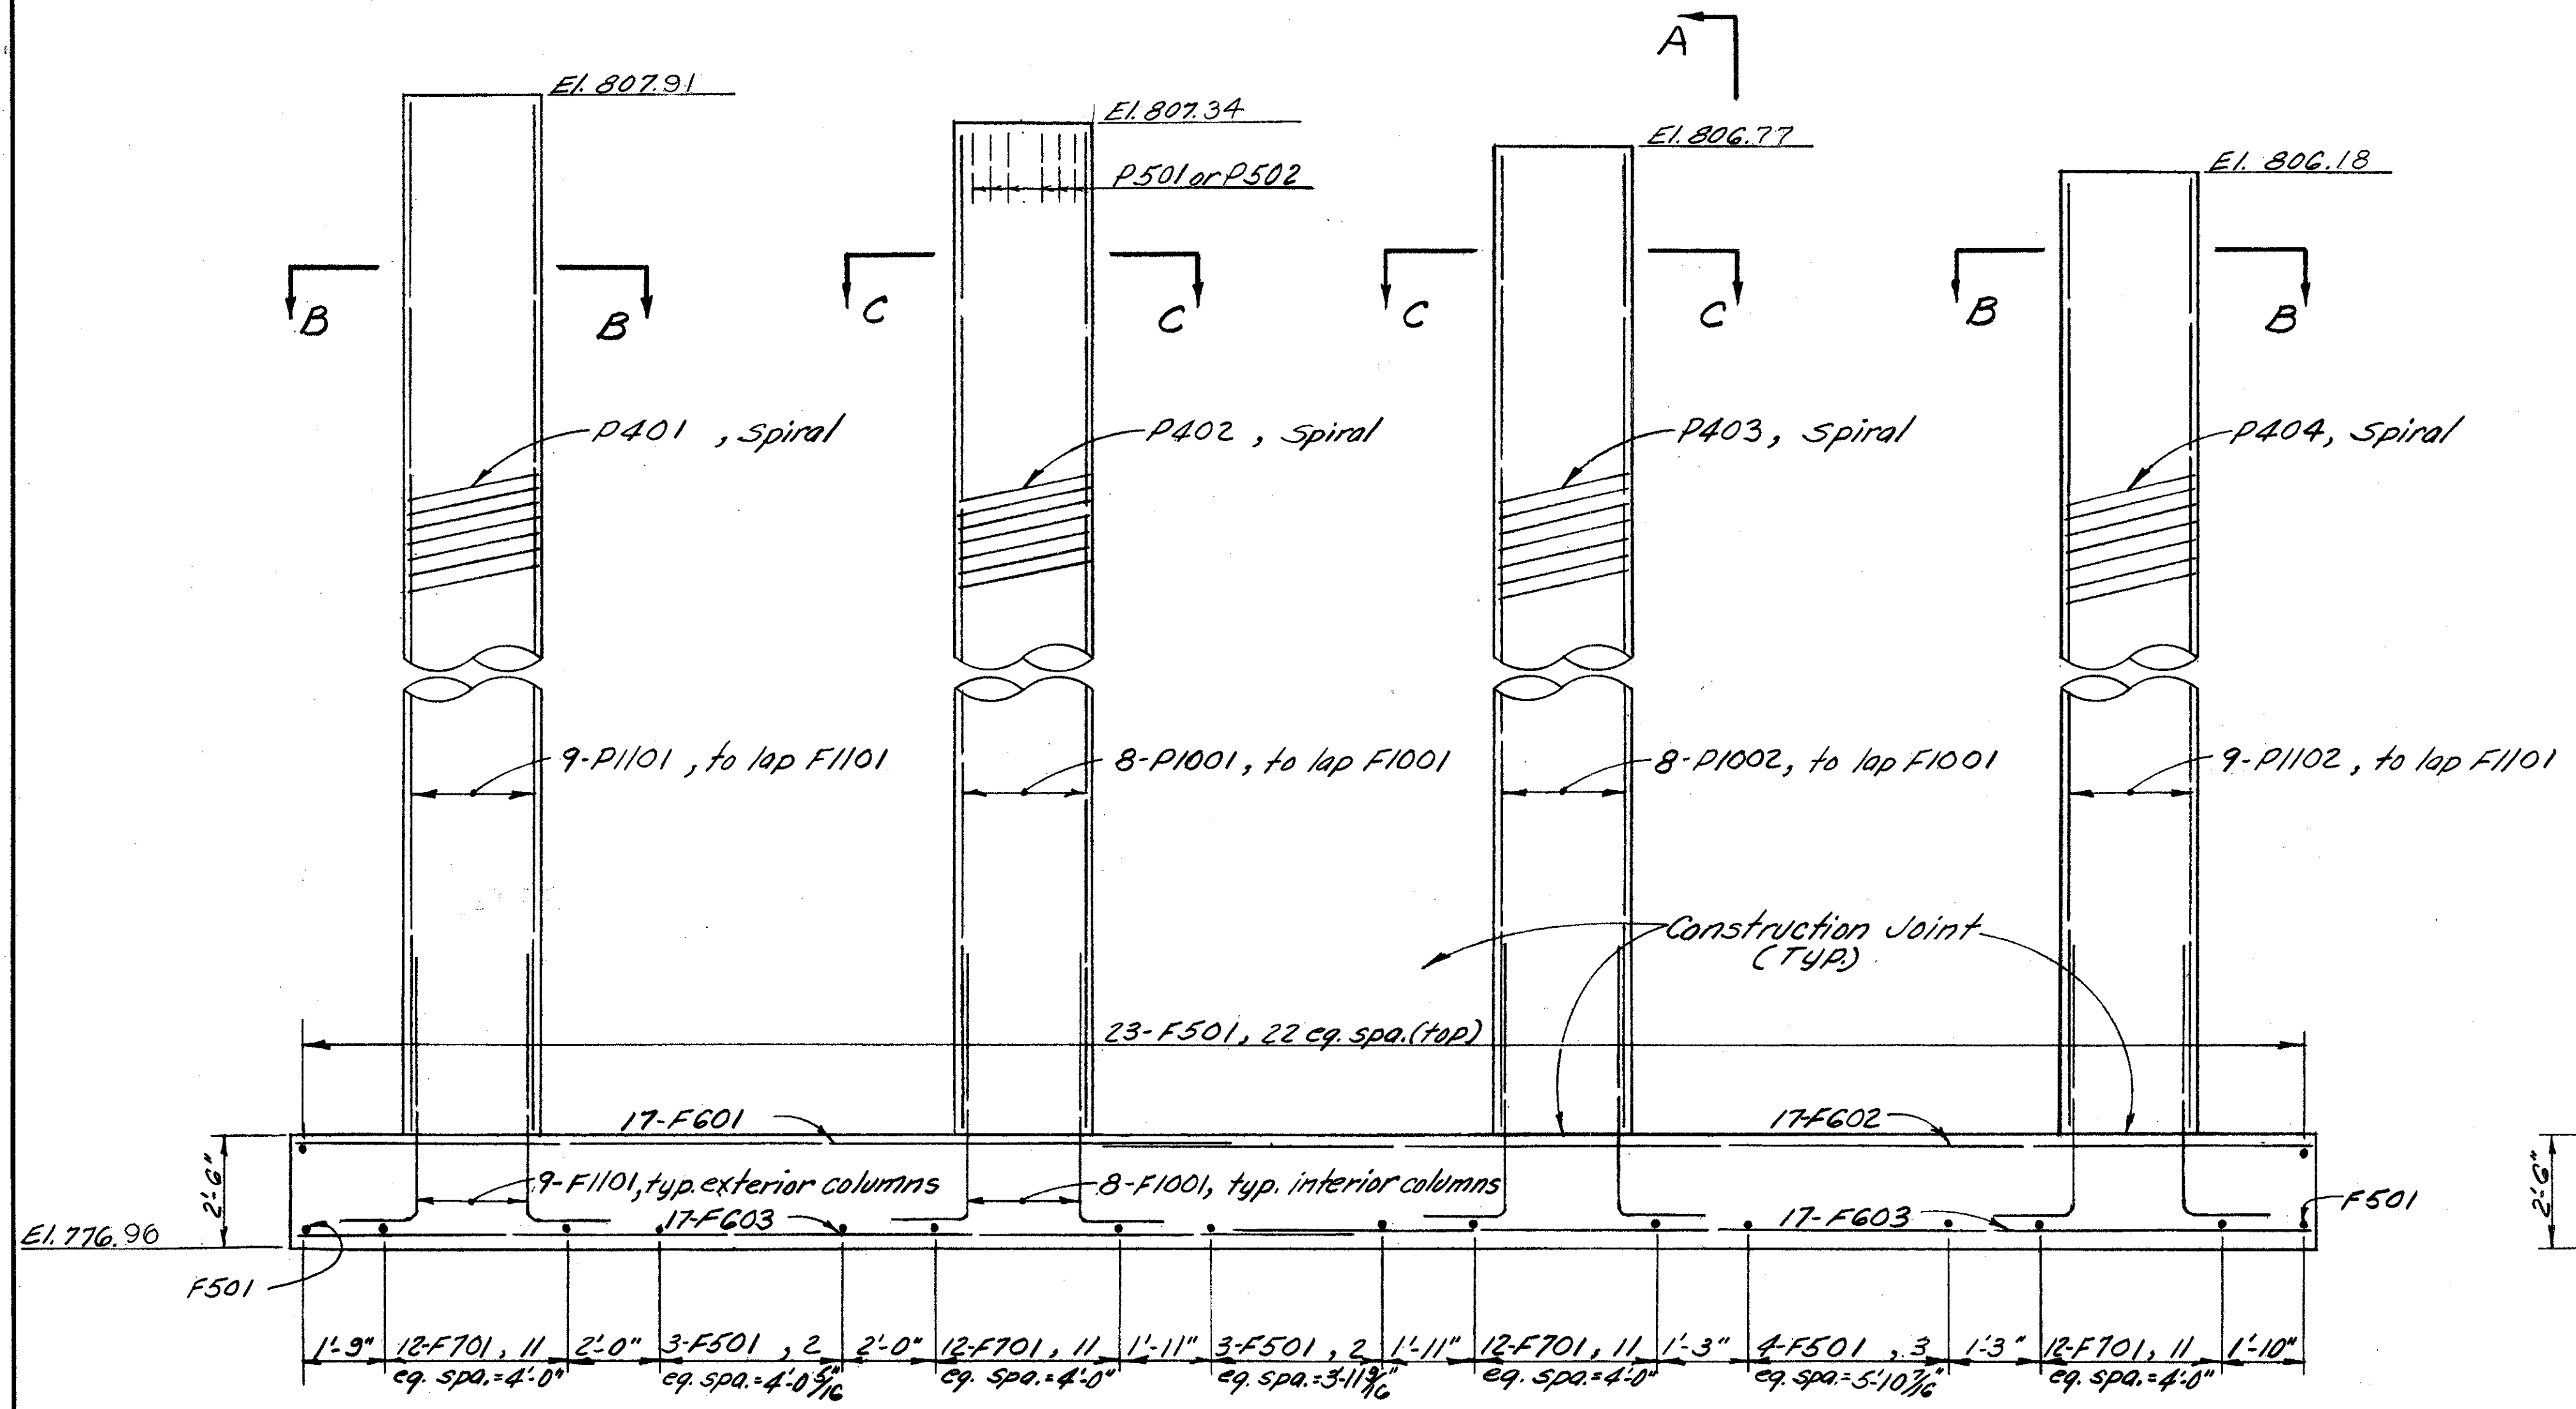 A
El. 807.91
El. 807.34
El. 806.77
El. 806.18
P501 or P502
B
B
C
C
C
C
B
B
P401 , Spiral
P402 , Spiral
P403, Spiral
P404, Spiral
9-P1101 , to lap F1101
8-P1001, to lap F1001
8-P1002, to lap F1001
9-P1102 , to lap F1101
Construction Joint
(TYP.)
23-F501, 22 eq. spa. (top)
17-F601
17-F602
2'-6"
9-F1101, typ. exterior columns
8-F1001, typ. interior columns
2'-6"
17-F603
17-F603
F501
El. 776.96
F501
1'-9"
12-F701, 11
eq. spa. = 4'-0"
2'-0"
3-F501 , 2
eq. spa. = 4'-0 5/16"
2'-0"
12-F701, 11
eq. spa. = 4'-0"
1'-11"
3-F501 , 2
eq. spa. = 3'-11 9/16"
1'-11"
12-F701, 11
eq. spa. = 4'-0"
1'-3"
4-F501 , 3
eq. spa = 5'-10 7/16"
1'-3"
12-F701, 11
eq. spa. = 4'-0"
1'-10"